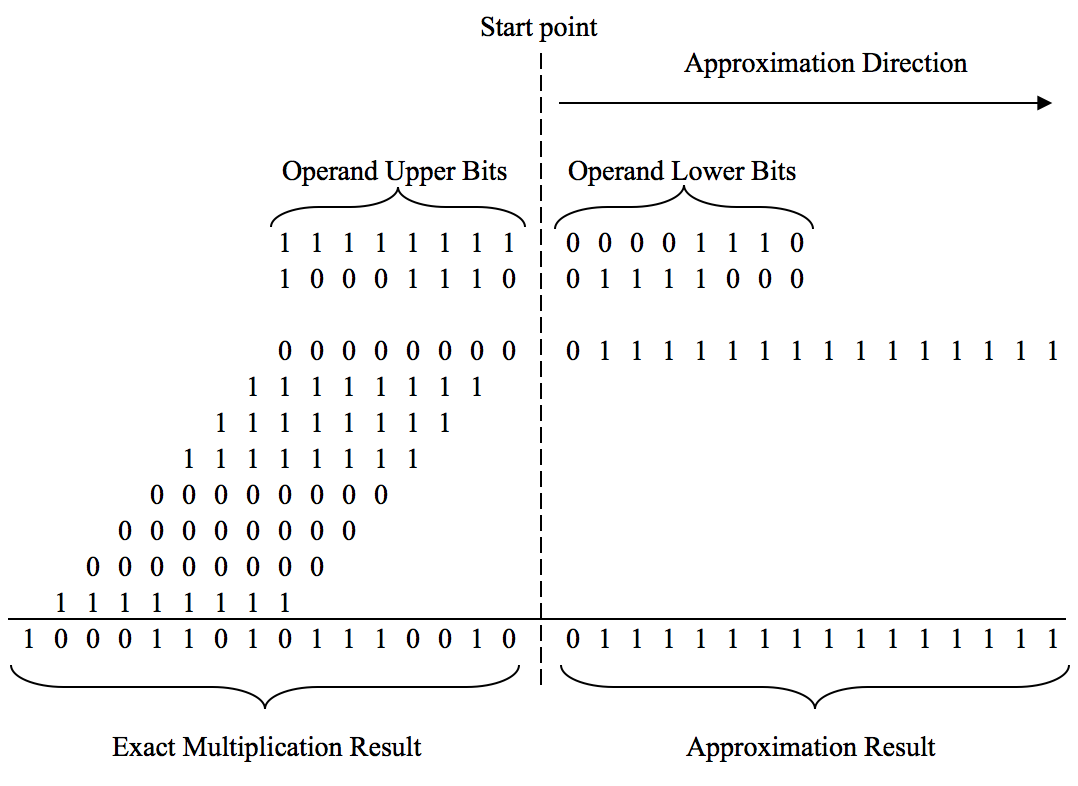 Start point
Approximation Direction
Operand Upper Bits Operand Lower Bits
1 1 1 1 1 1 1 1 0 0 0 0 1 1 1 0
1 0 0 0 1 1 1 0 0 1 1 1 1 0 0 0
0 0 0 0 0 0 0 0 0 1 1 1 1 1 1 1 1 1 1 1 1 1 1 1
1 1 1 1 1 1 1 1
1 1 1 1 1 1 1 1
1 1 1 1 1 1 1 1
0 0 0 0 0 0 0 0
0 0 0 0 0 0 0 0
0 0 0 0 0 0 0 0
1 1 1 1 1 1 1 1
1 0 0 0 1 1 0 1 0 1 1 1 0 0 1 0 0 1 1 1 1 1 1 1 1 1 1 1 1 1 1 1
Exact Multiplication Result Approximation Result